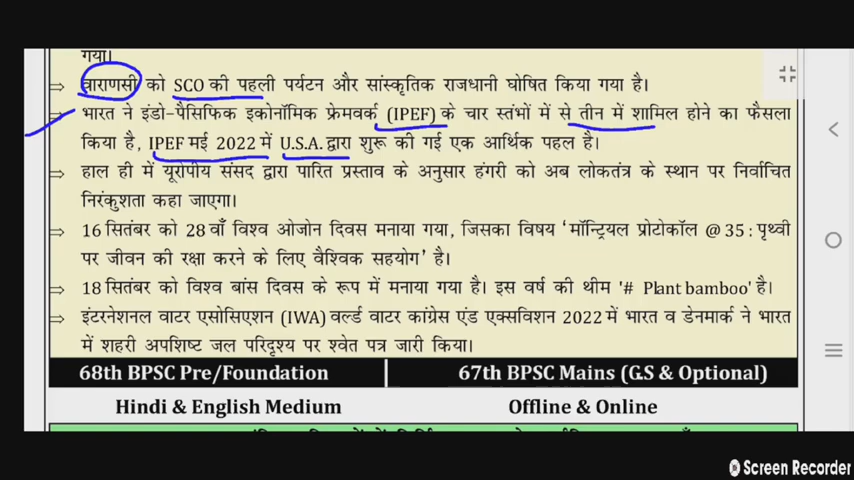 गया।
⇒ वाराणसी को SCO की पहली पर्यटन और सांस्कृतिक राजधानी घोषित किया गया है।
⇒ भारत ने इंडो-पैसिफिक इकोनॉमिक फ्रेमवर्क (IPEF) के चार स्तंभों में से तीन में शामिल होने का फैसला
किया है, IPEF मई 2022 में U.S.A. द्वारा शुरू की गई एक आर्थिक पहल है।
⇒ हाल ही में यूरोपीय संसद द्वारा पारित प्रस्ताव के अनुसार हंगरी को अब लोकतंत्र के स्थान पर निर्वाचित
निरंकुशता कहा जाएगा।
⇒ 16 सितंबर को 28 वाँ विश्व ओजोन दिवस मनाया गया, जिसका विषय ‘मॉन्ट्रियल प्रोटोकॉल @ 35 : पृथ्वी
पर जीवन की रक्षा करने के लिए वैश्विक सहयोग’ है।
⇒ 18 सितंबर को विश्व बांस दिवस के रूप में मनाया गया है। इस वर्ष की थीम '# Plant bamboo' है।
⇒ इंटरनेशनल वाटर एसोसिएशन (IWA) वर्ल्ड वाटर कांग्रेस एंड एक्सविशन 2022 में भारत व डेनमार्क ने भारत
में शहरी अपशिष्ट जल परिदृश्य पर श्वेत पत्र जारी किया।
68th BPSC Pre/Foundation 67th BPSC Mains (G.S & Optional)
Hindi & English Medium Offline & Online
Screen Recorder